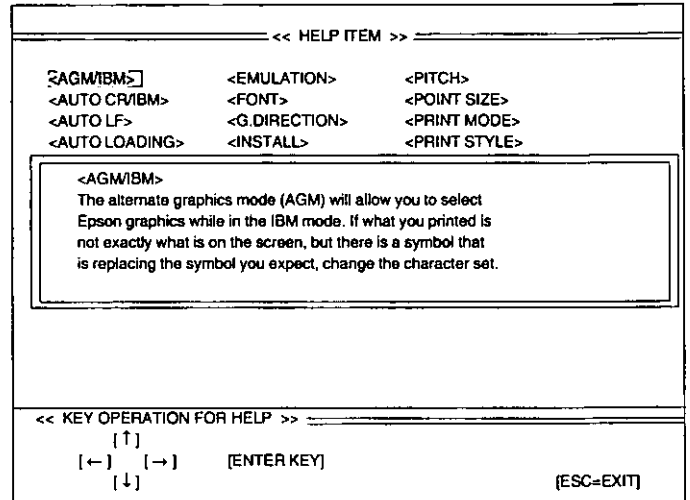 << HELP ITEM >>
<AGM/IBM> <EMULATION> <PITCH>
<AUTO CR/IBM> <FONT> <POINT SIZE>
<AUTO LF> <G.DIRECTION> <PRINT MODE>
<AUTO LOADING> <INSTALL> <PRINT STYLE>
<AGM/IBM>
The alternate graphics mode (AGM) will allow you to select
Epson graphics while in the IBM mode. If what you printed is
not exactly what is on the screen, but there is a symbol that
is replacing the symbol you expect, change the character set.
<< KEY OPERATION FOR HELP >>
[↑]
[←] [→] [ENTER KEY]
[↓] [ESC=EXIT]